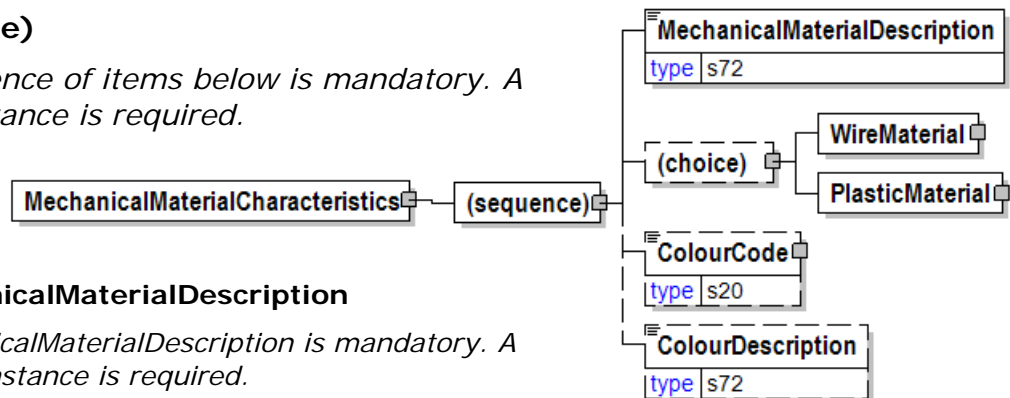 e)
ence of items below is mandatory. A
tance is required.
MechanicalMaterialCharacteristics
(sequence)
MechanicalMaterialDescription
type s72
(choice)
WireMaterial
PlasticMaterial
ColourCode
type s20
ColourDescription
type s72
nicalMaterialDescription
icalMaterialDescription is mandatory. A
nstance is required.